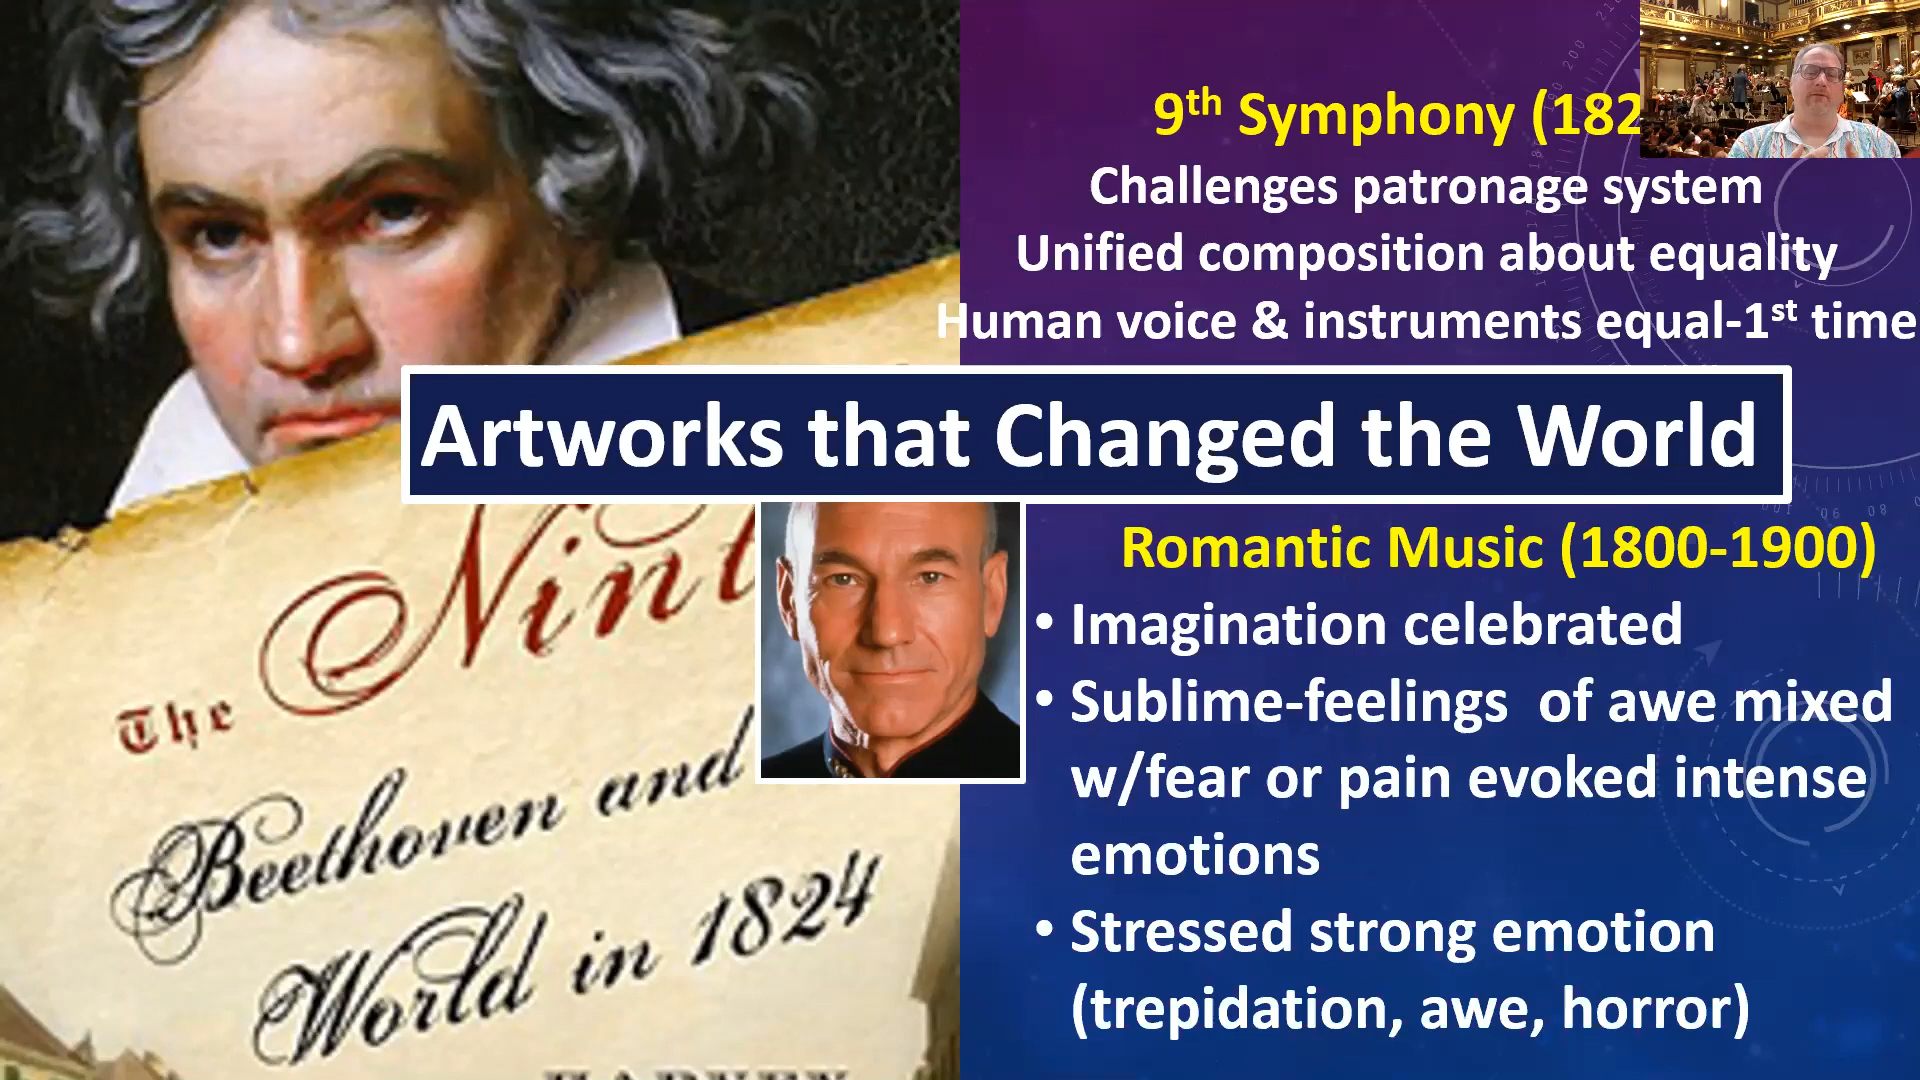 9th Symphony (182
Challenges patronage system
Unified composition about equality
Human voice & instruments equal-1st time
Artworks that Changed the World
Romantic Music (1800-1900)
• Imagination celebrated
• Sublime-feelings of awe mixed
w/fear or pain evoked intense
emotions
• Stressed strong emotion
(trepidation, awe, horror)
The Nint
Beethoven and
World in 1824